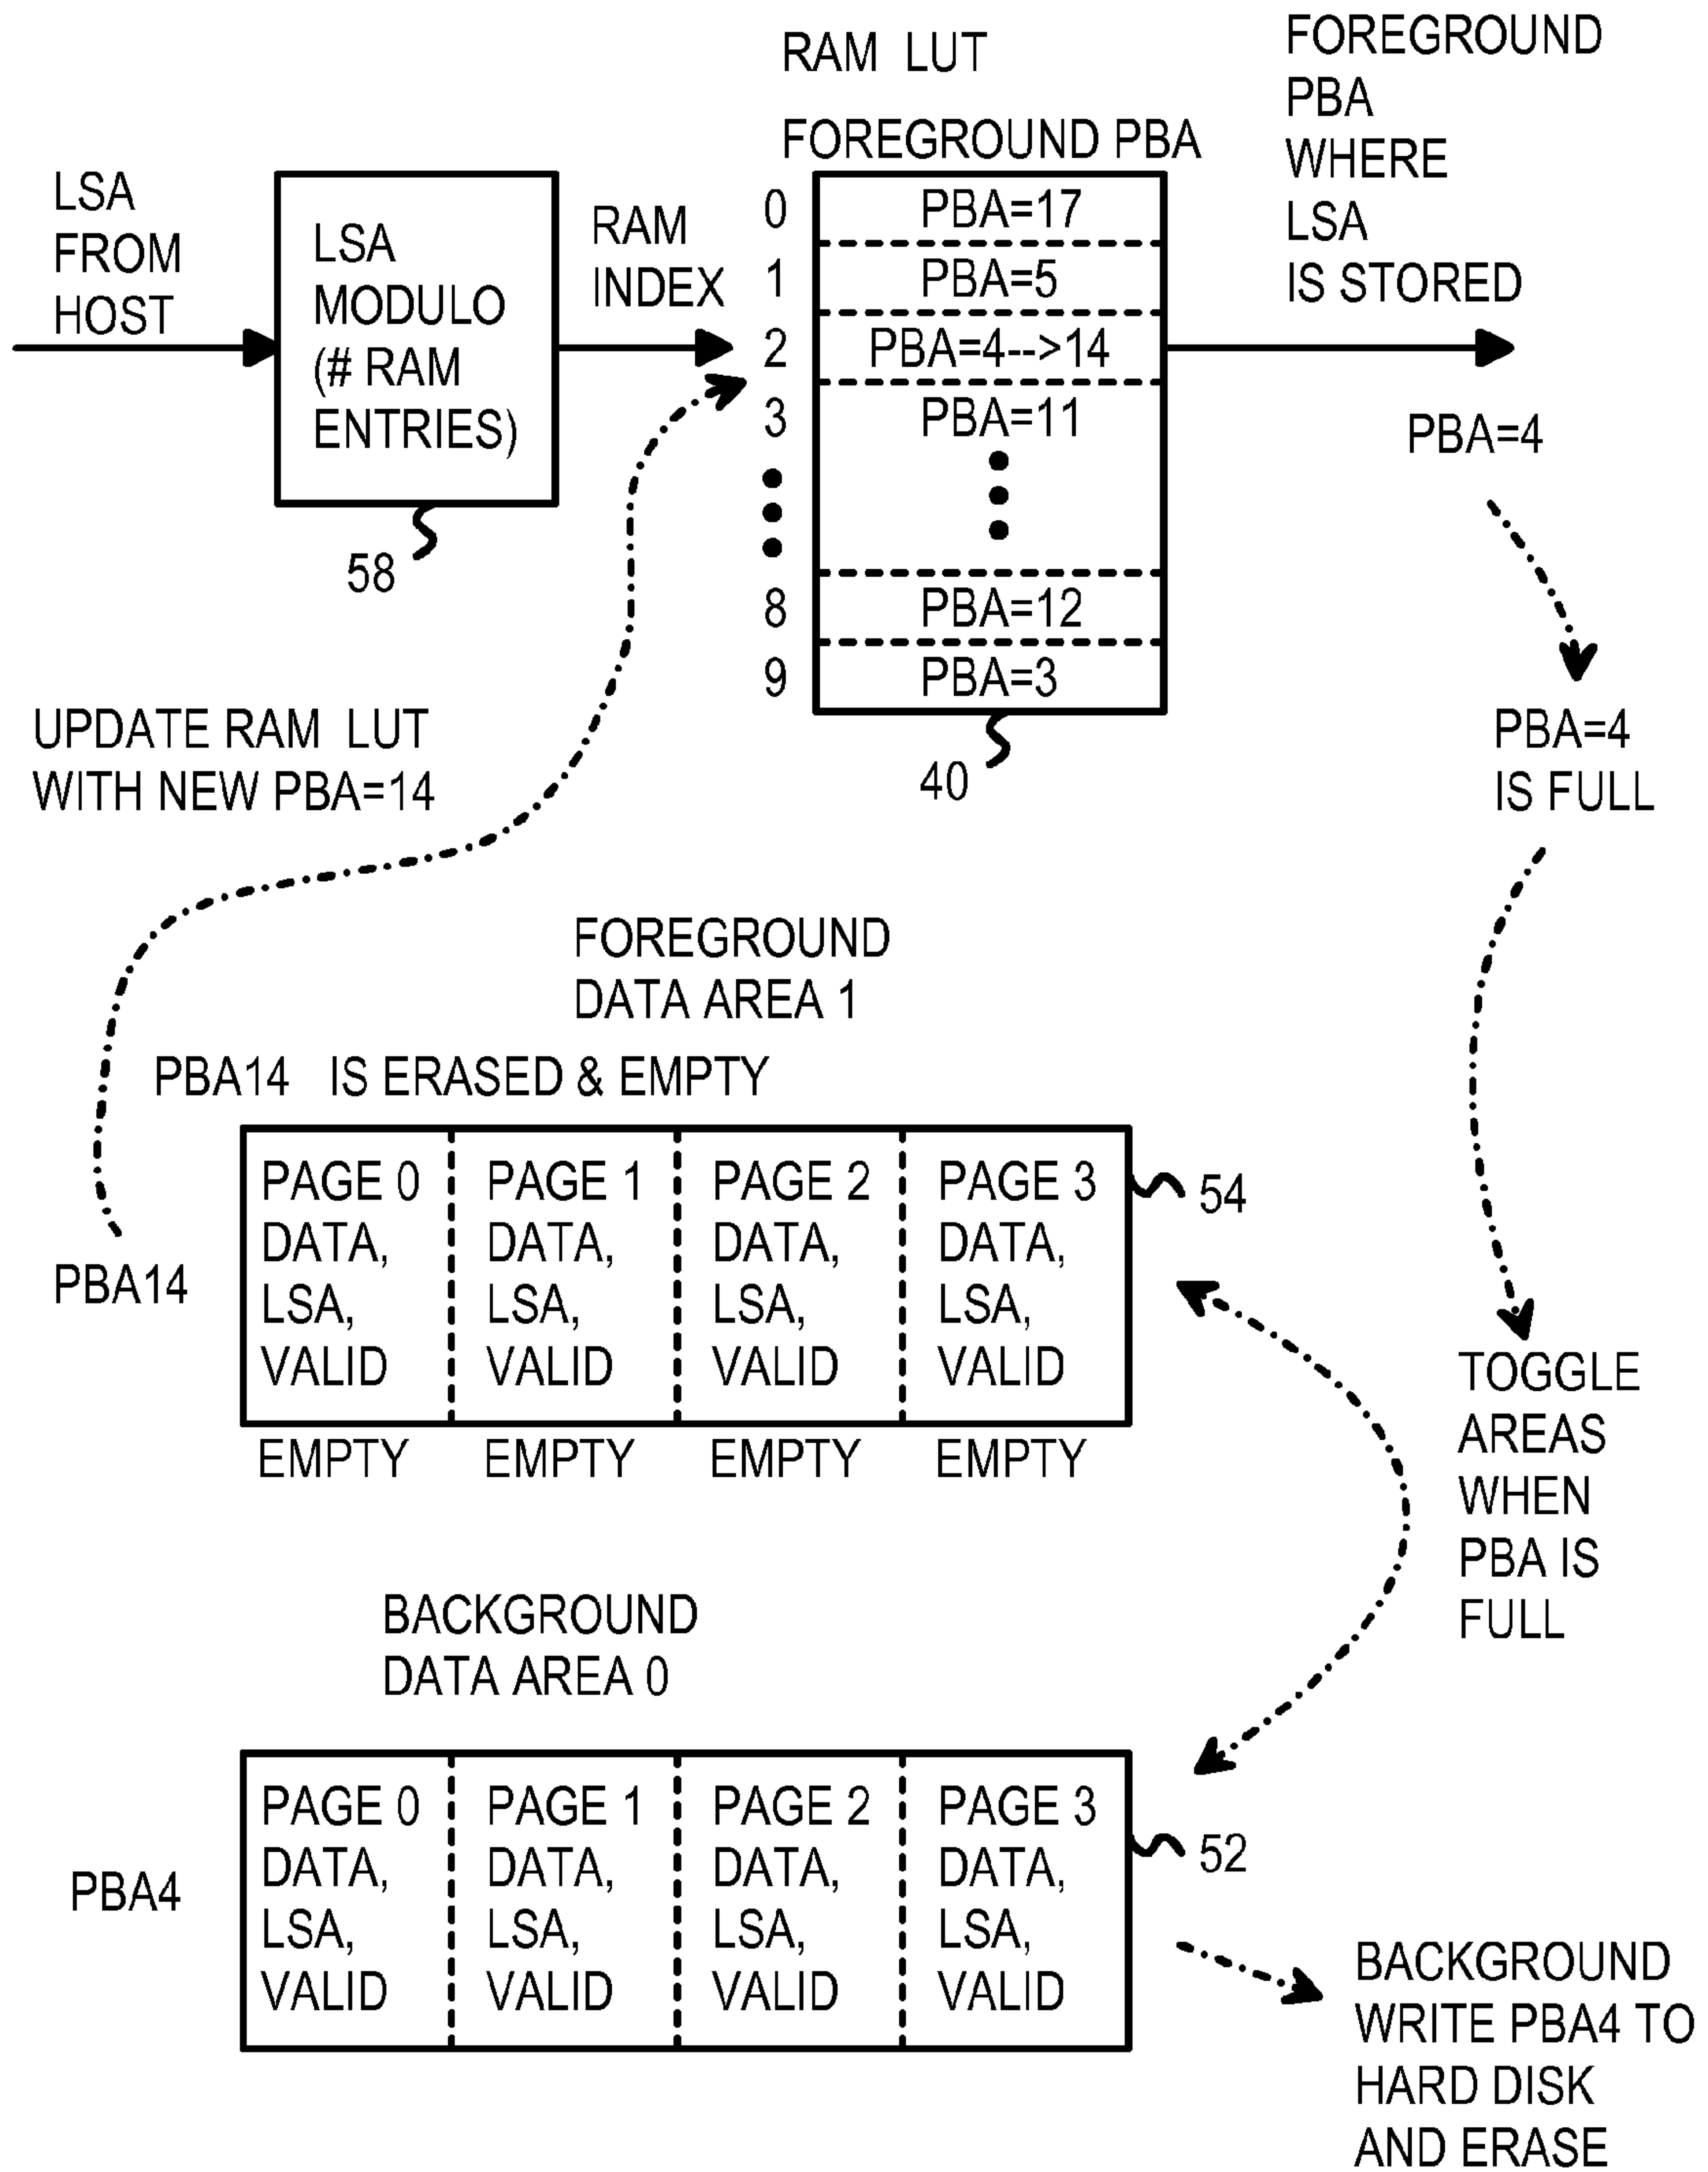 RAM LUT
FOREGROUND PBA
FOREGROUND
PBA
WHERE
LSA
IS STORED
LSA
FROM
HOST
LSA
MODULO
(# RAM
ENTRIES)
58
RAM
INDEX
0 PBA=17
1 PBA=5
2 PBA=4-->14
3 PBA=11
8 PBA=12
9 PBA=3
40
PBA=4
PBA=4
IS FULL
UPDATE RAM LUT
WITH NEW PBA=14
FOREGROUND
DATA AREA 1
PBA14 IS ERASED & EMPTY
PBA14
PAGE 0 PAGE 1 PAGE 2 PAGE 3
DATA, DATA, DATA, DATA,
LSA, LSA, LSA, LSA,
VALID VALID VALID VALID
54
EMPTY EMPTY EMPTY EMPTY
TOGGLE
AREAS
WHEN
PBA IS
FULL
BACKGROUND
DATA AREA 0
PBA4
PAGE 0 PAGE 1 PAGE 2 PAGE 3
DATA, DATA, DATA, DATA,
LSA, LSA, LSA, LSA,
VALID VALID VALID VALID
52
BACKGROUND
WRITE PBA4 TO
HARD DISK
AND ERASE